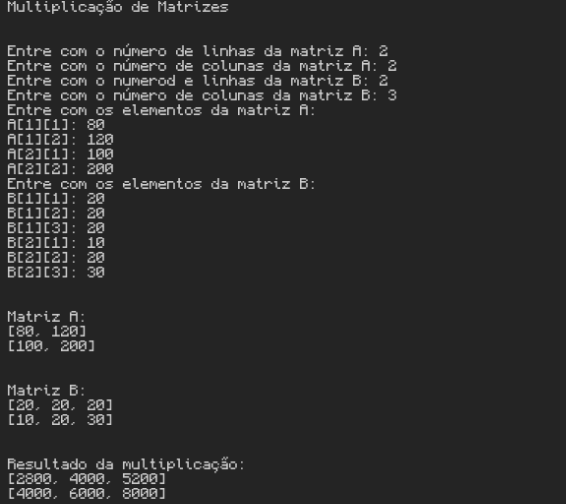 Multiplicação de Matrizes
Entre com o número de linhas da matriz A: 2
Entre com o número de colunas da matriz A: 2
Entre com o numerod e linhas da matriz B: 2
Entre com o número de colunas da matriz B: 3
Entre com os elementos da matriz A:
A[1][1]: 80
A[1][2]: 120
A[2][1]: 100
A[2][2]: 200
Entre com os elementos da matriz B:
B[1][1]: 20
B[1][2]: 20
B[1][3]: 20
B[2][1]: 10
B[2][2]: 20
B[2][3]: 30
Matriz A:
[80, 120]
[100, 200]
Matriz B:
[20, 20, 20]
[10, 20, 30]
Resultado da multiplicação:
[2800, 4000, 5200]
[4000, 6000, 8000]